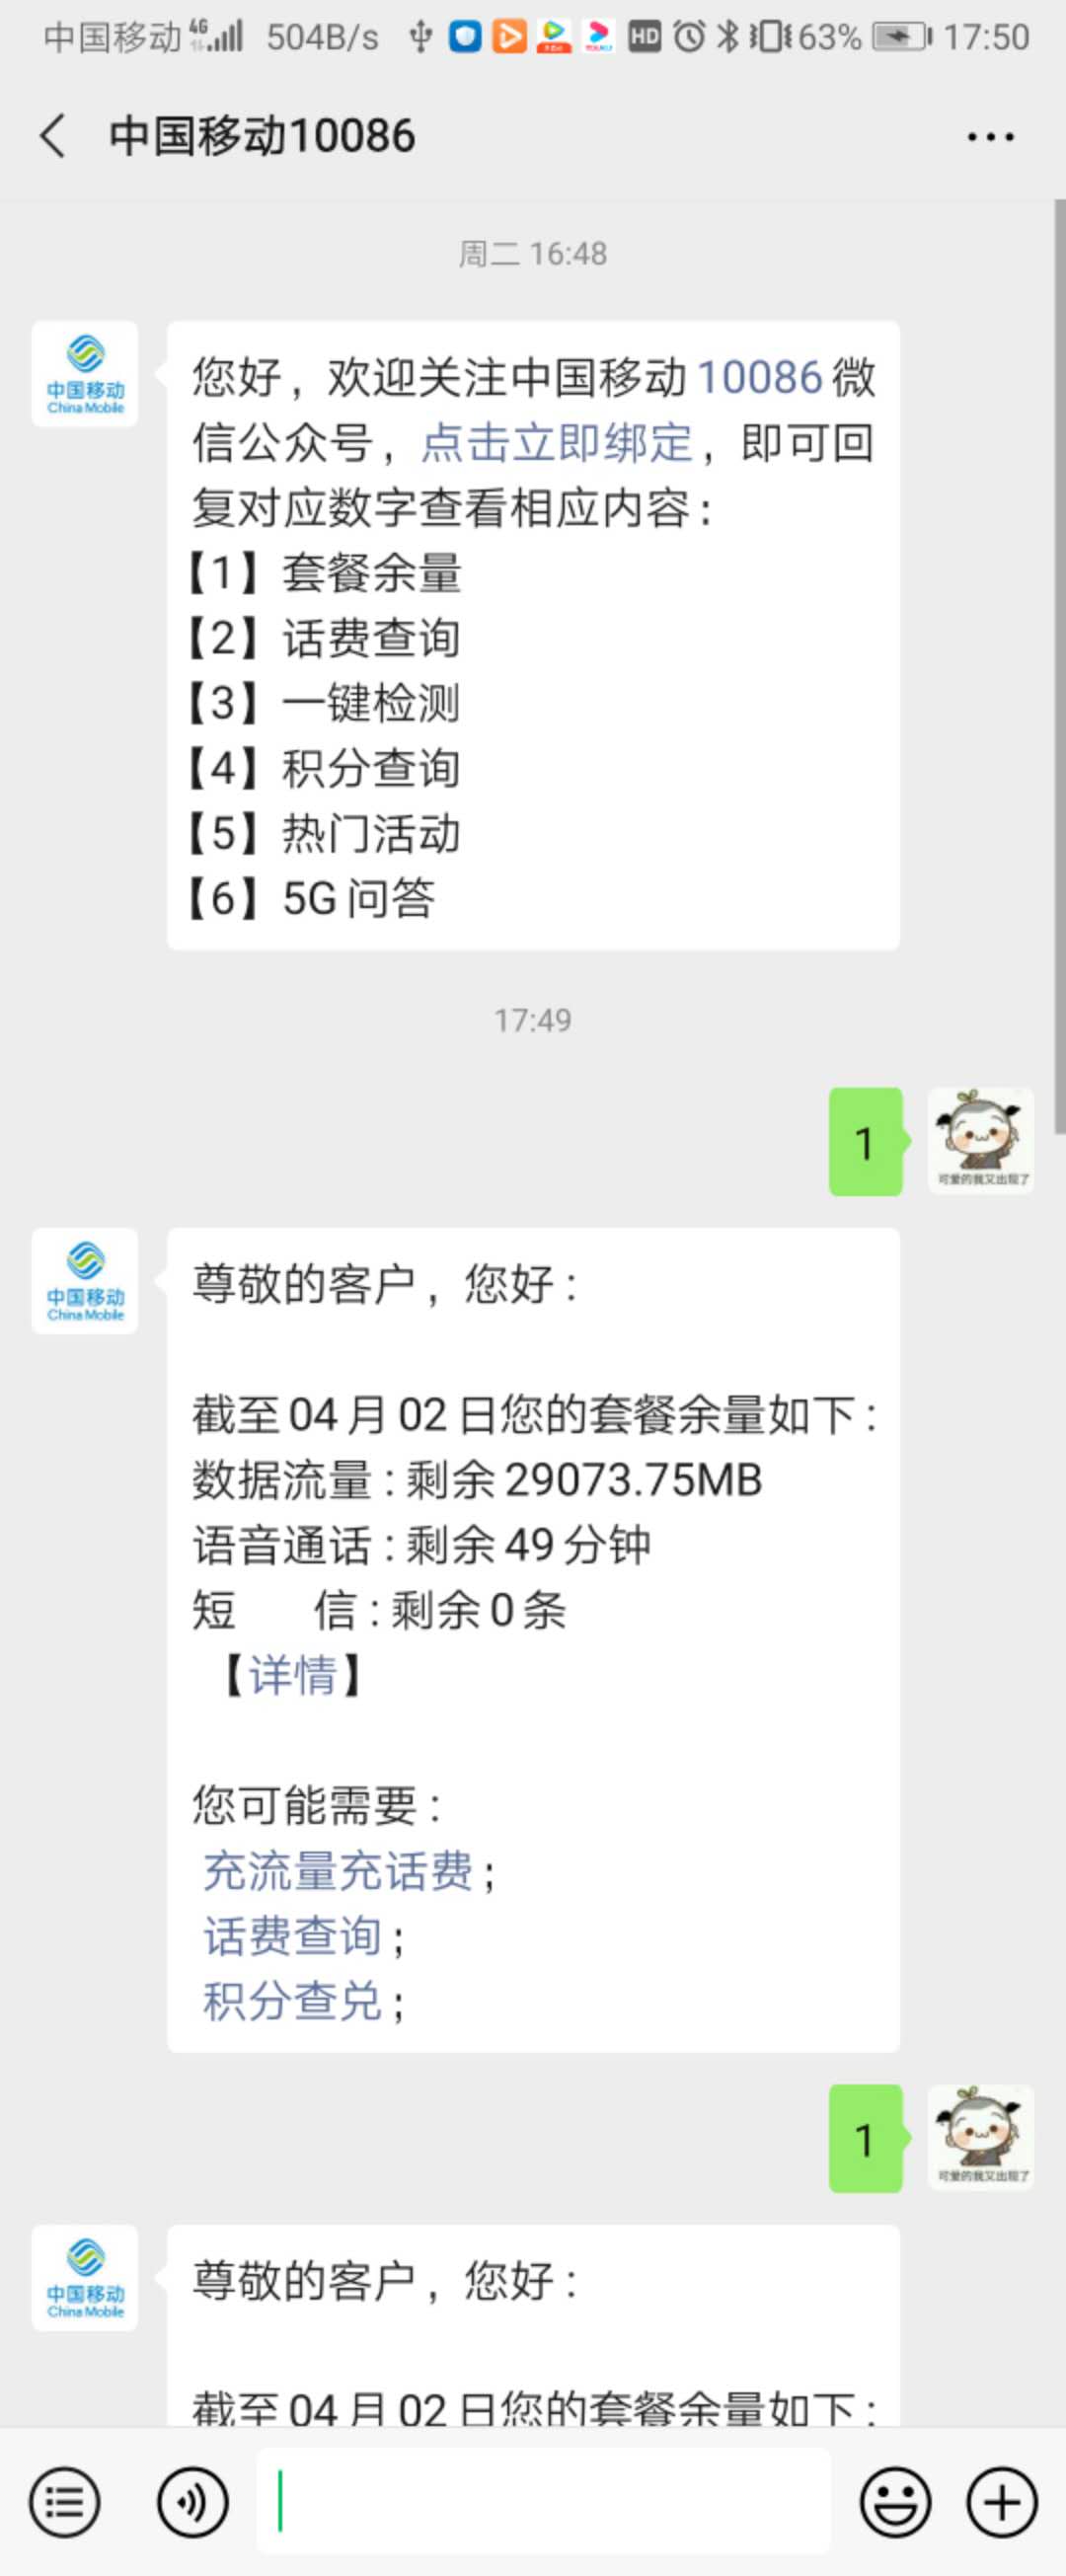 中国移动 4G 504B/s HD 63% 17:50
中国移动10086
周二 16:48
中国移动
China Mobile
您好，欢迎关注中国移动10086微
信公众号，点击立即绑定，即可回
复对应数字查看相应内容：
【1】套餐余量
【2】话费查询
【3】一键检测
【4】积分查询
【5】热门活动
【6】5G问答
17:49
1
可爱的我又出现了
中国移动
China Mobile
尊敬的客户，您好：
截至04月02日您的套餐余量如下：
数据流量：剩余29073.75MB
语音通话：剩余49分钟
短　　信：剩余0条
【详情】
您可能需要：
充流量充话费；
话费查询；
积分查兑；
1
可爱的我又出现了
中国移动
China Mobile
尊敬的客户，您好：
截至04月02日您的套餐余量如下：